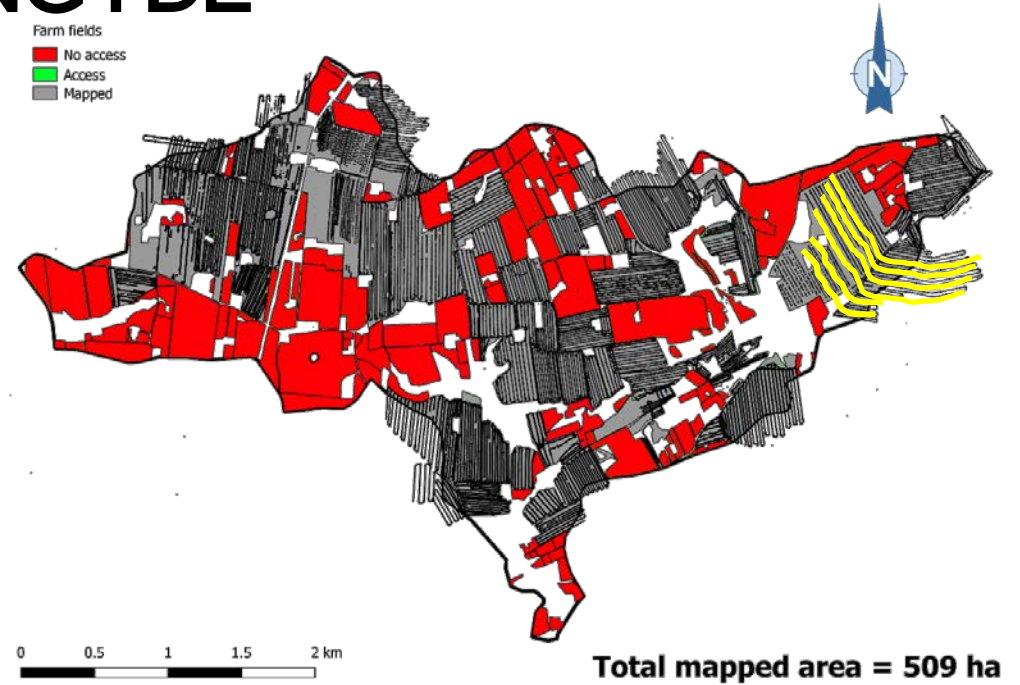 Farm fields
No access
Access
Mapped
N
0 0.5 1 1.5 2 km
Total mapped area = 509 ha